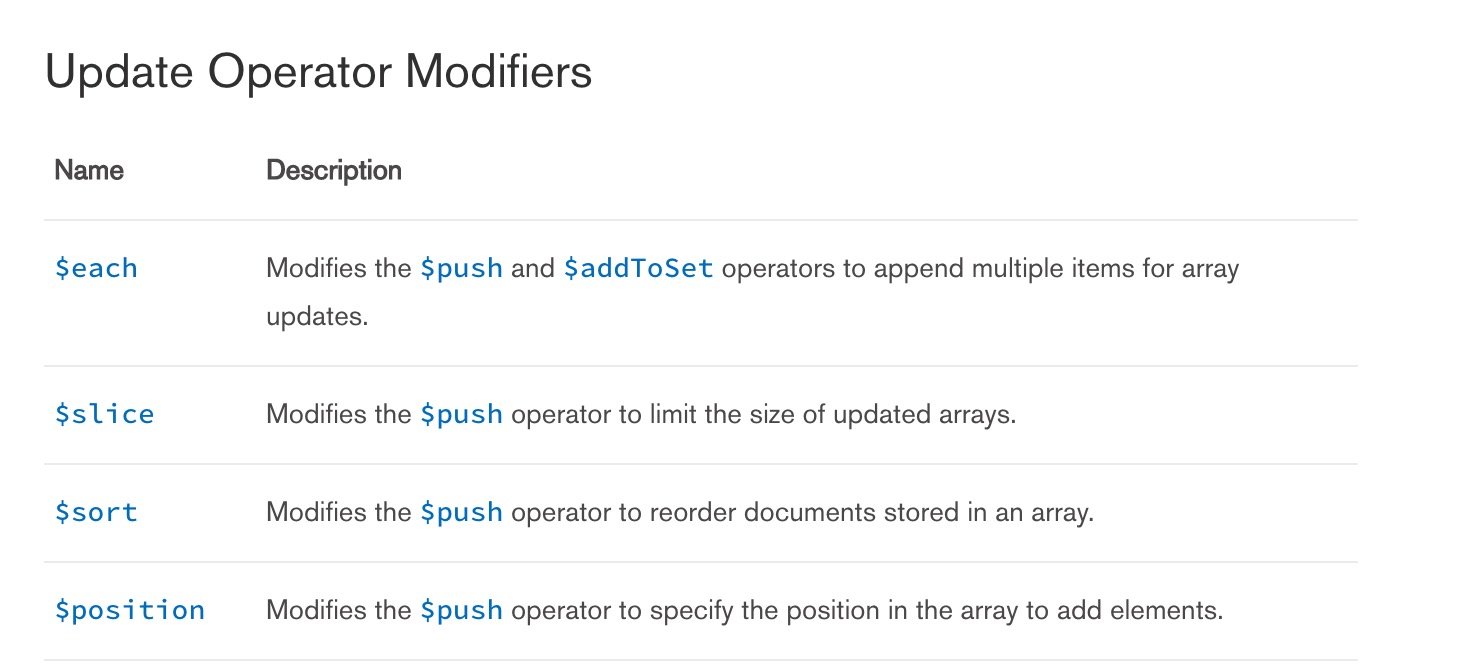 Update Operator Modifiers
Name Description
$each Modifies the $push and $addToSet operators to append multiple items for array
updates.
$slice Modifies the $push operator to limit the size of updated arrays.
$sort Modifies the $push operator to reorder documents stored in an array.
$position Modifies the $push operator to specify the position in the array to add elements.